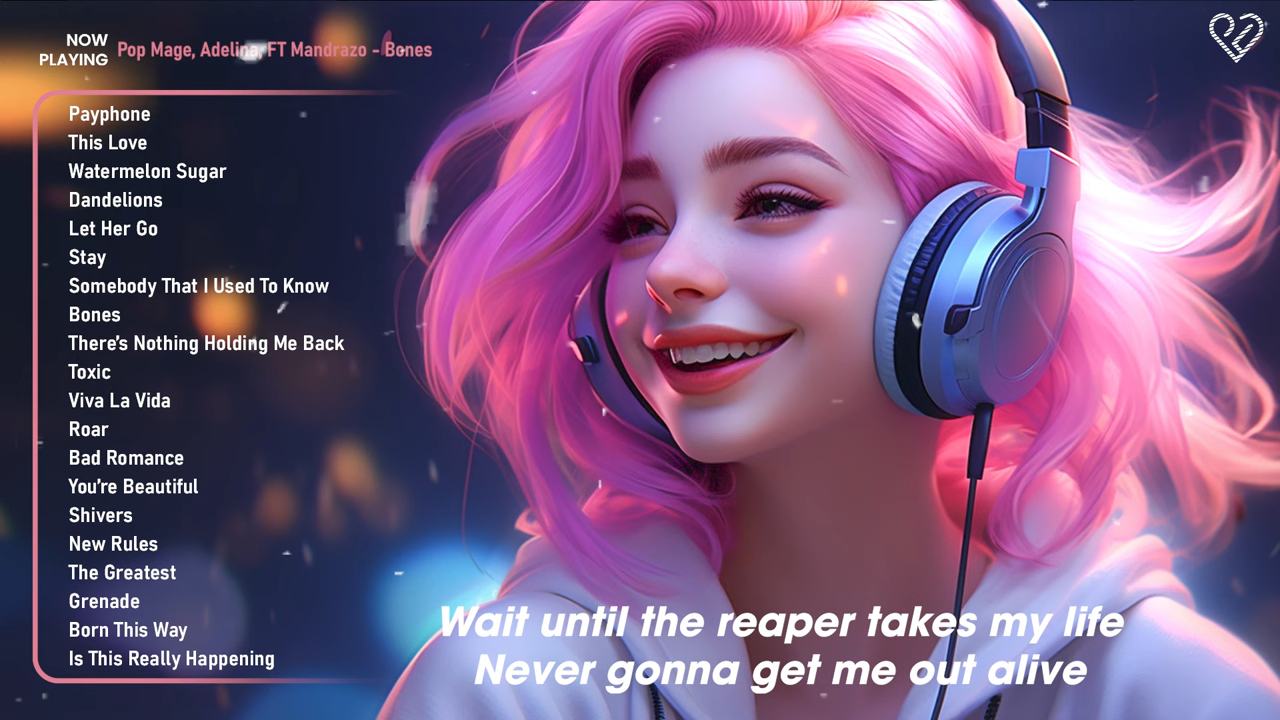 NOW
PLAYING
Pop Mage, Adelina, FT Mandrazo - Bones
Payphone
This Love
Watermelon Sugar
Dandelions
Let Her Go
Stay
Somebody That I Used To Know
Bones
There's Nothing Holding Me Back
Toxic
Viva La Vida
Roar
Bad Romance
You're Beautiful
Shivers
New Rules
The Greatest
Grenade
Born This Way
Is This Really Happening
Wait until the reaper takes my life
Never gonna get me out alive